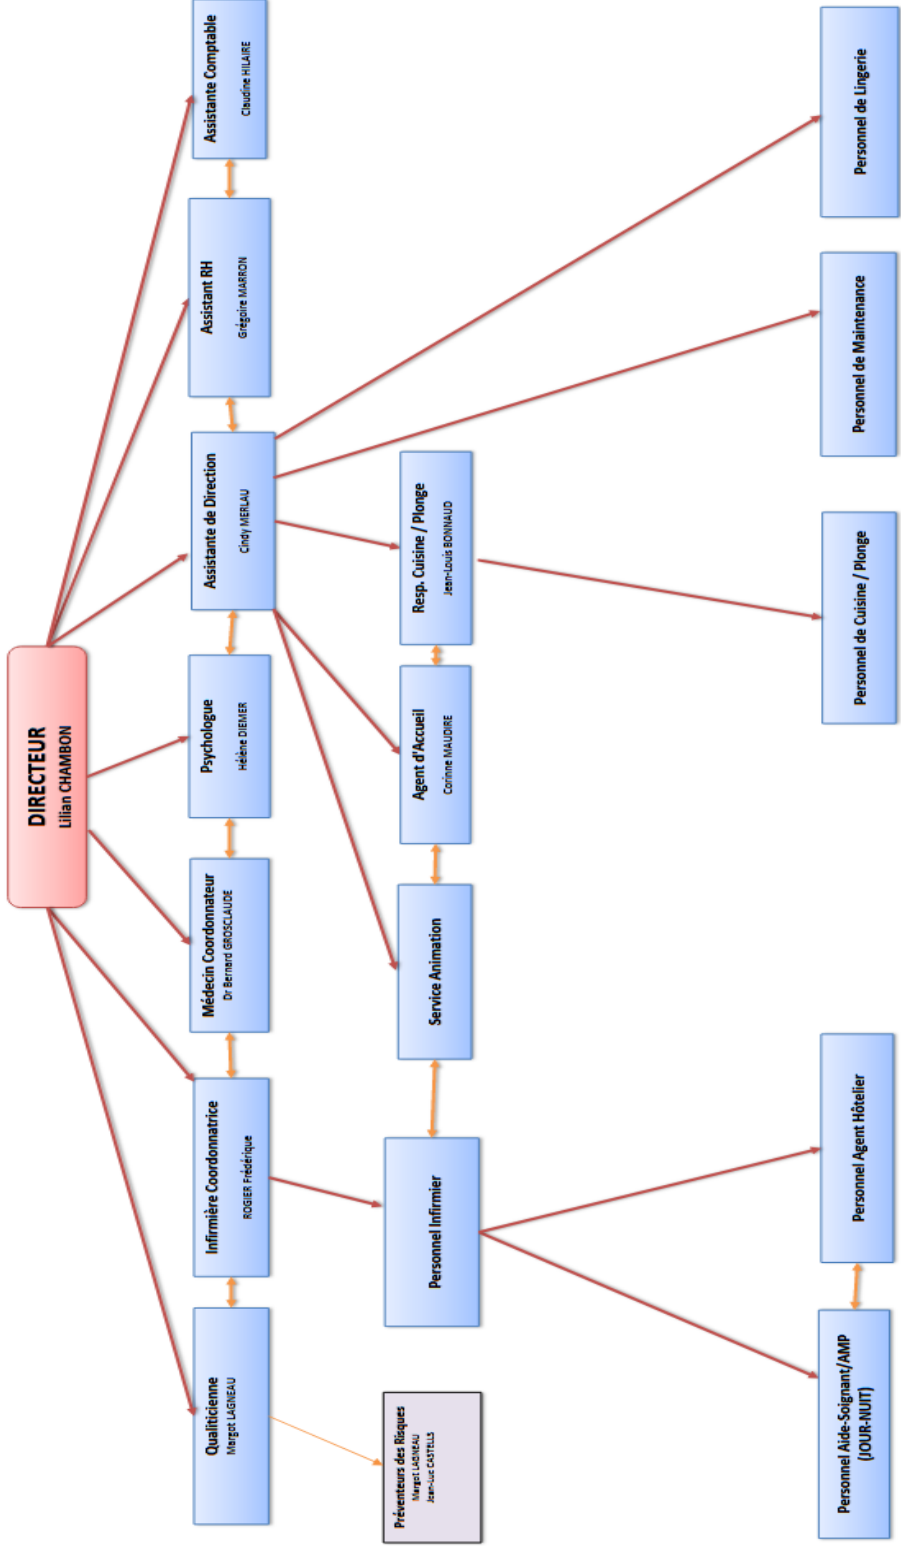 DIRECTEUR
Lilian CHAMBON
Qualiticienne
Margot LAGNEAU
Infirmière Coordonnatrice
ROGIER Frédérique
Médecin Coordonnateur
Dr Bernard GROSCLAUDE
Psychologue
Hélène DIEMER
Assistante de Direction
Cindy MERLAU
Assistant RH
Grégoire MARRON
Assistante Comptable
Claudine HILAIRE
Préventeurs des Risques
Margot LAGNEAU
Jean-Luc CASTELLS
Personnel Infirmier
Service Animation
Agent d'Accueil
Corinne MAUDIRE
Resp. Cuisine / Plonge
Jean-Louis BONNAUD
Personnel Aide-Soignant/AMP
(JOUR-NUIT)
Personnel Agent Hôtelier
Personnel de Cuisine / Plonge
Personnel de Maintenance
Personnel de Lingerie